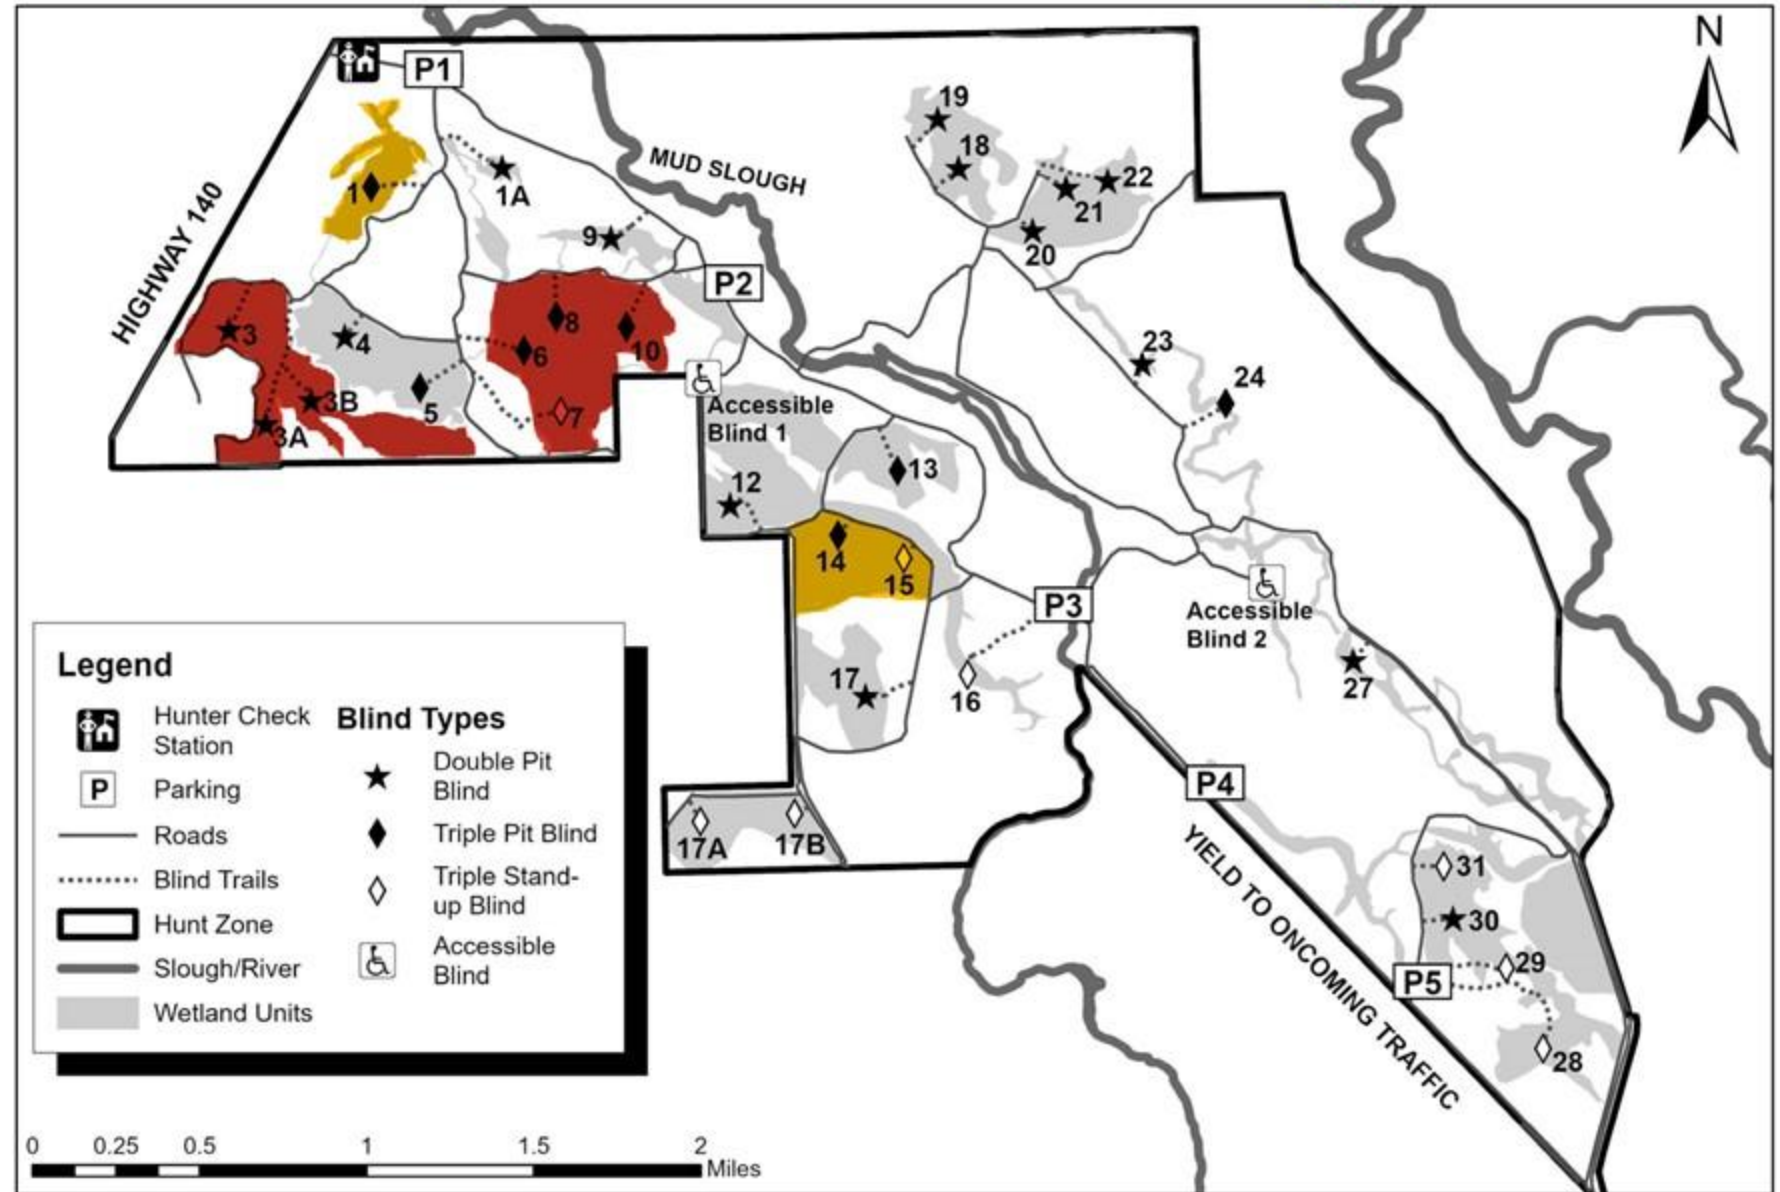 N
P1
19
18
22
21
20
1
1A
MUD SLOUGH
9
HIGHWAY 140
P2
3
4
8
6
10
3B
5
7
3A
23
24
Accessible
Blind 1
12
13
14
15
P3
Accessible
Blind 2
17
16
27
P4
17A
17B
YIELD TO ONCOMING TRAFFIC
31
30
29
P5
28
Legend
Hunter Check
Station
P
Parking
Roads
Blind Trails
Hunt Zone
Slough/River
Wetland Units
Blind Types
Double Pit
Blind
Triple Pit Blind
Triple Stand-
up Blind
Accessible
Blind
0 0.25 0.5 1 1.5 2
Miles